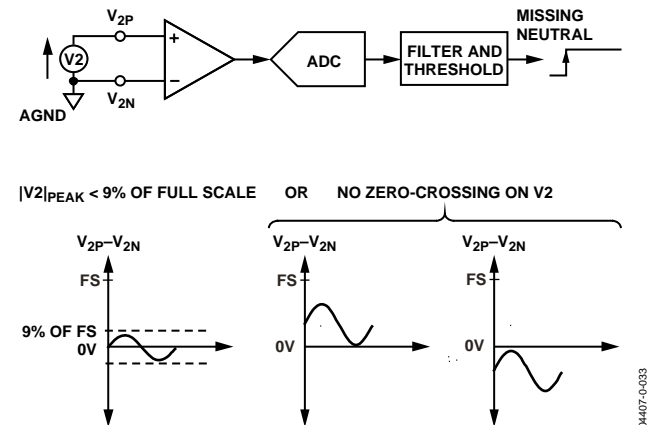 V2P
V2
V2N
AGND
+
–
ADC
FILTER AND
THRESHOLD
MISSING
NEUTRAL
|V2|PEAK < 9% OF FULL SCALE OR NO ZERO-CROSSING ON V2
V2P–V2N
FS
9% OF FS
0V
V2P–V2N
FS
0V
V2P–V2N
FS
0V
04407-0-033